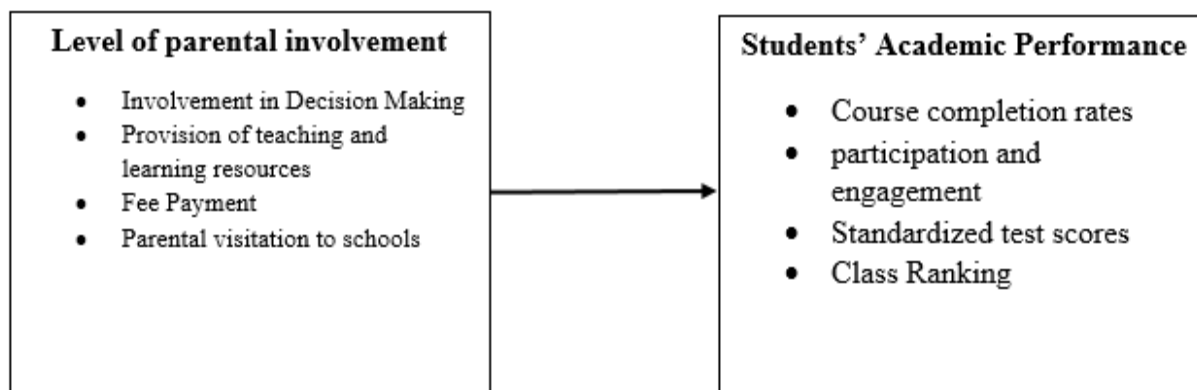 Level of parental involvement
• Involvement in Decision Making
• Provision of teaching and
learning resources
• Fee Payment
• Parental visitation to schools
Students’ Academic Performance
• Course completion rates
• participation and
engagement
• Standardized test scores
• Class Ranking